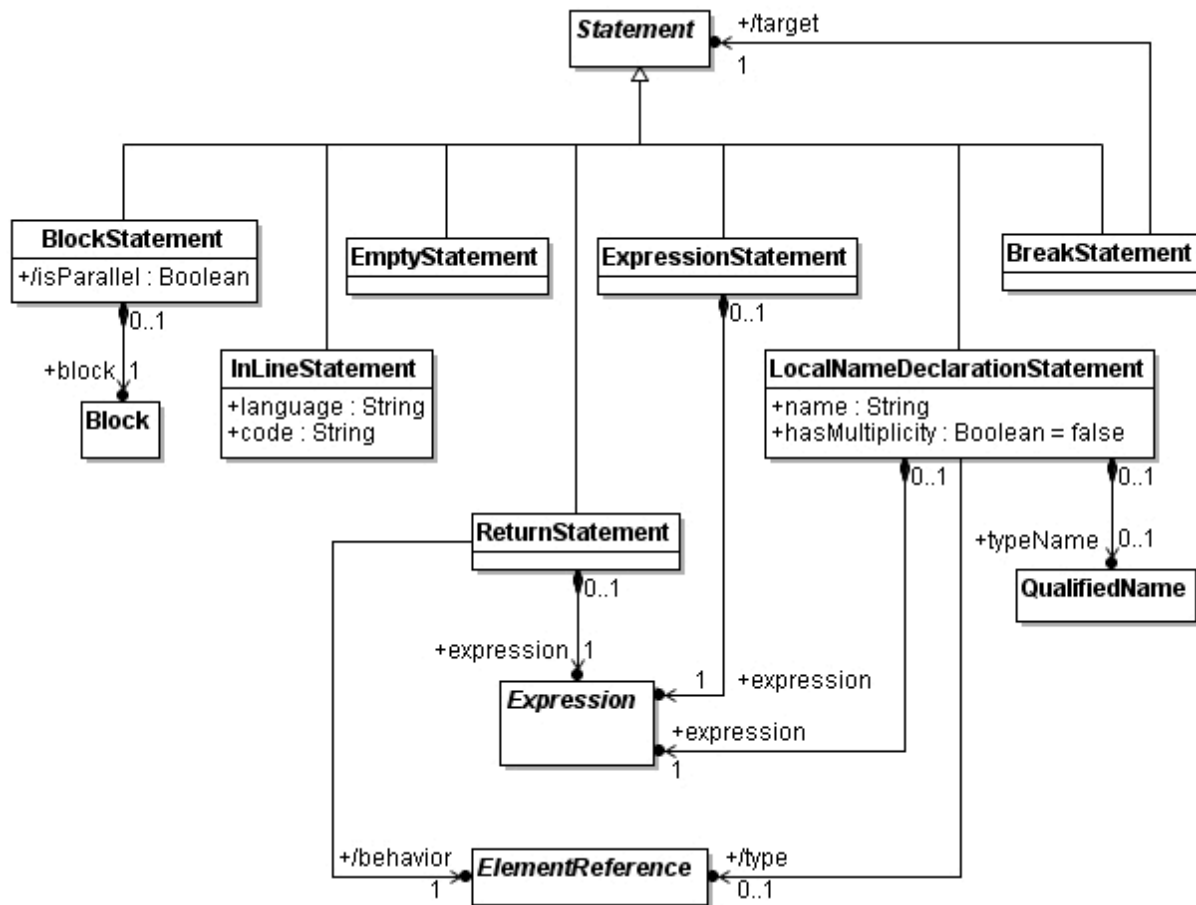 Statement
+/target
1
BlockStatement
+/isParallel : Boolean
0..1
+block
1
Block
InLineStatement
+language : String
+code : String
EmptyStatement
ExpressionStatement
0..1
BreakStatement
LocalNameDeclarationStatement
+name : String
+hasMultiplicity : Boolean = false
0..1
0..1
+typeName
0..1
QualifiedName
ReturnStatement
0..1
+expression
1
Expression
1
+expression
+expression
1
+/behavior
1
ElementReference
+/type
0..1